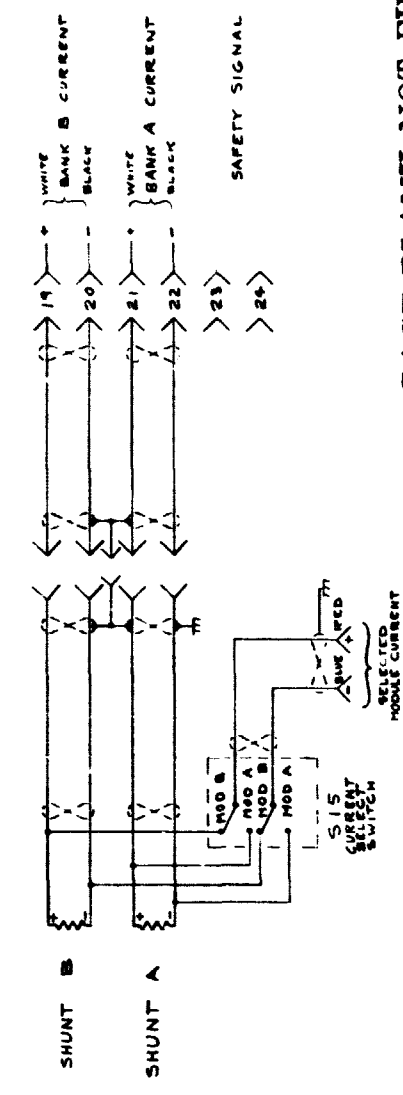 WHITE
+
19
BANK B CURRENT
BLACK
-
20
WHITE
+
21
BANK A CURRENT
BLACK
-
22
23
SAFETY SIGNAL
24
SHUNT B
+
-
SHUNT A
+
-
MOD B
MOD A
MOD B
MOD A
S15
CURRENT
SELECT
SWITCH
BLUE
RED
-
+
SELECTED
MODULE CURRENT